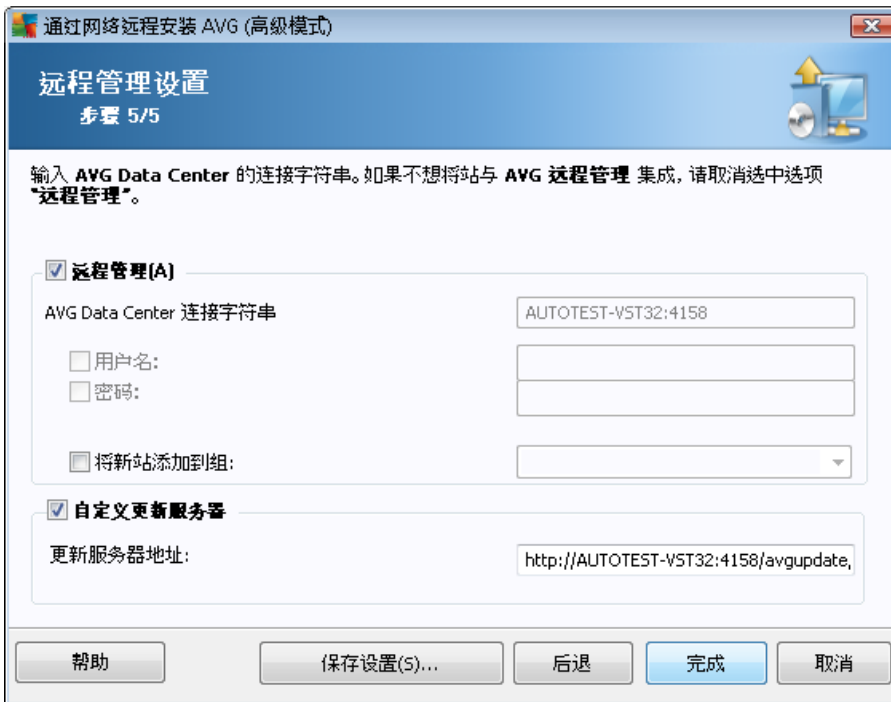 通过网络远程安装 AVG (高级模式)
远程管理设置
步骤 5/5
输入 AVG Data Center 的连接字符串。如果不想将站与 AVG 远程管理 集成, 请取消选中选项
"远程管理"。
远程管理(A)
AVG Data Center 连接字符串
AUTOTEST-VST32:4158
用户名:
密码:
将新站添加到组:
自定义更新服务器
更新服务器地址:
http://AUTOTEST-VST32:4158/avgupdate,
帮助
保存设置(S)...
后退
完成
取消